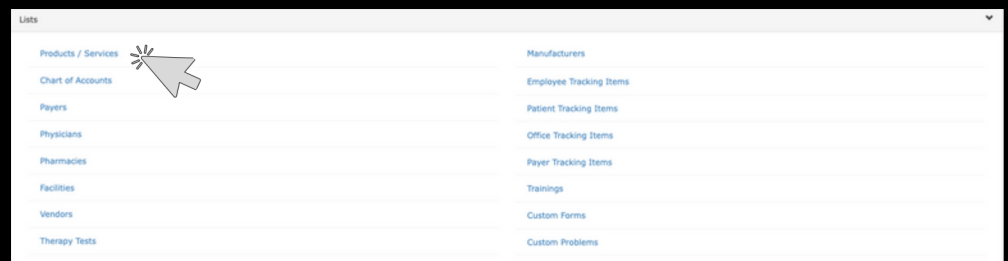 Lists
Products / Services
Chart of Accounts
Payers
Physicians
Pharmacies
Facilities
Vendors
Therapy Tests
Manufacturers
Employee Tracking Items
Patient Tracking Items
Office Tracking Items
Payer Tracking Items
Trainings
Custom Forms
Custom Problems